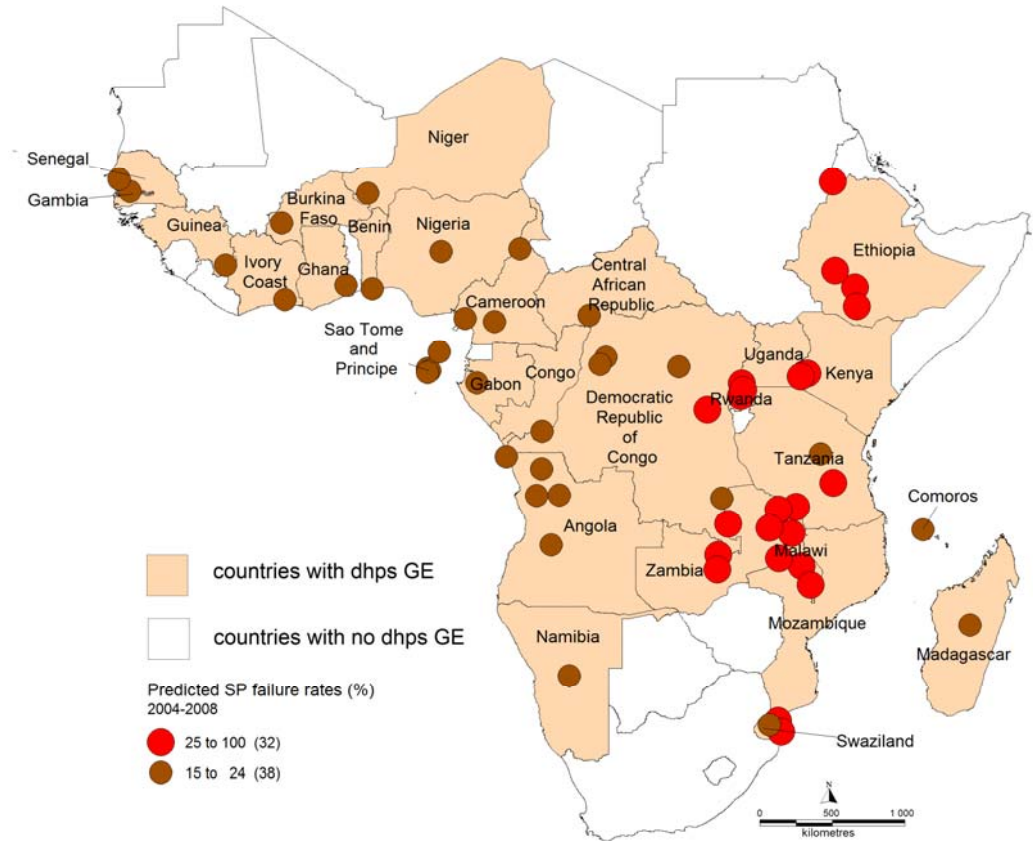 Niger
Senegal
Gambia
Burkina
Faso
Benin
Nigeria
Guinea
Ivory
Coast
Ghana
Ethiopia
Central
African
Republic
Cameroon
Sao Tome
and
Principe
Gabon
Congo
Uganda
Kenya
Rwanda
Democratic
Republic
of
Congo
Tanzania
Comoros
Angola
Malawi
Zambia
Mozambique
Namibia
Madagascar
Swaziland
countries with dhps GE
countries with no dhps GE
Predicted SP failure rates (%)
2004-2008
25 to 100 (32)
15 to 24 (38)
N
0 500 1 000
kilometres